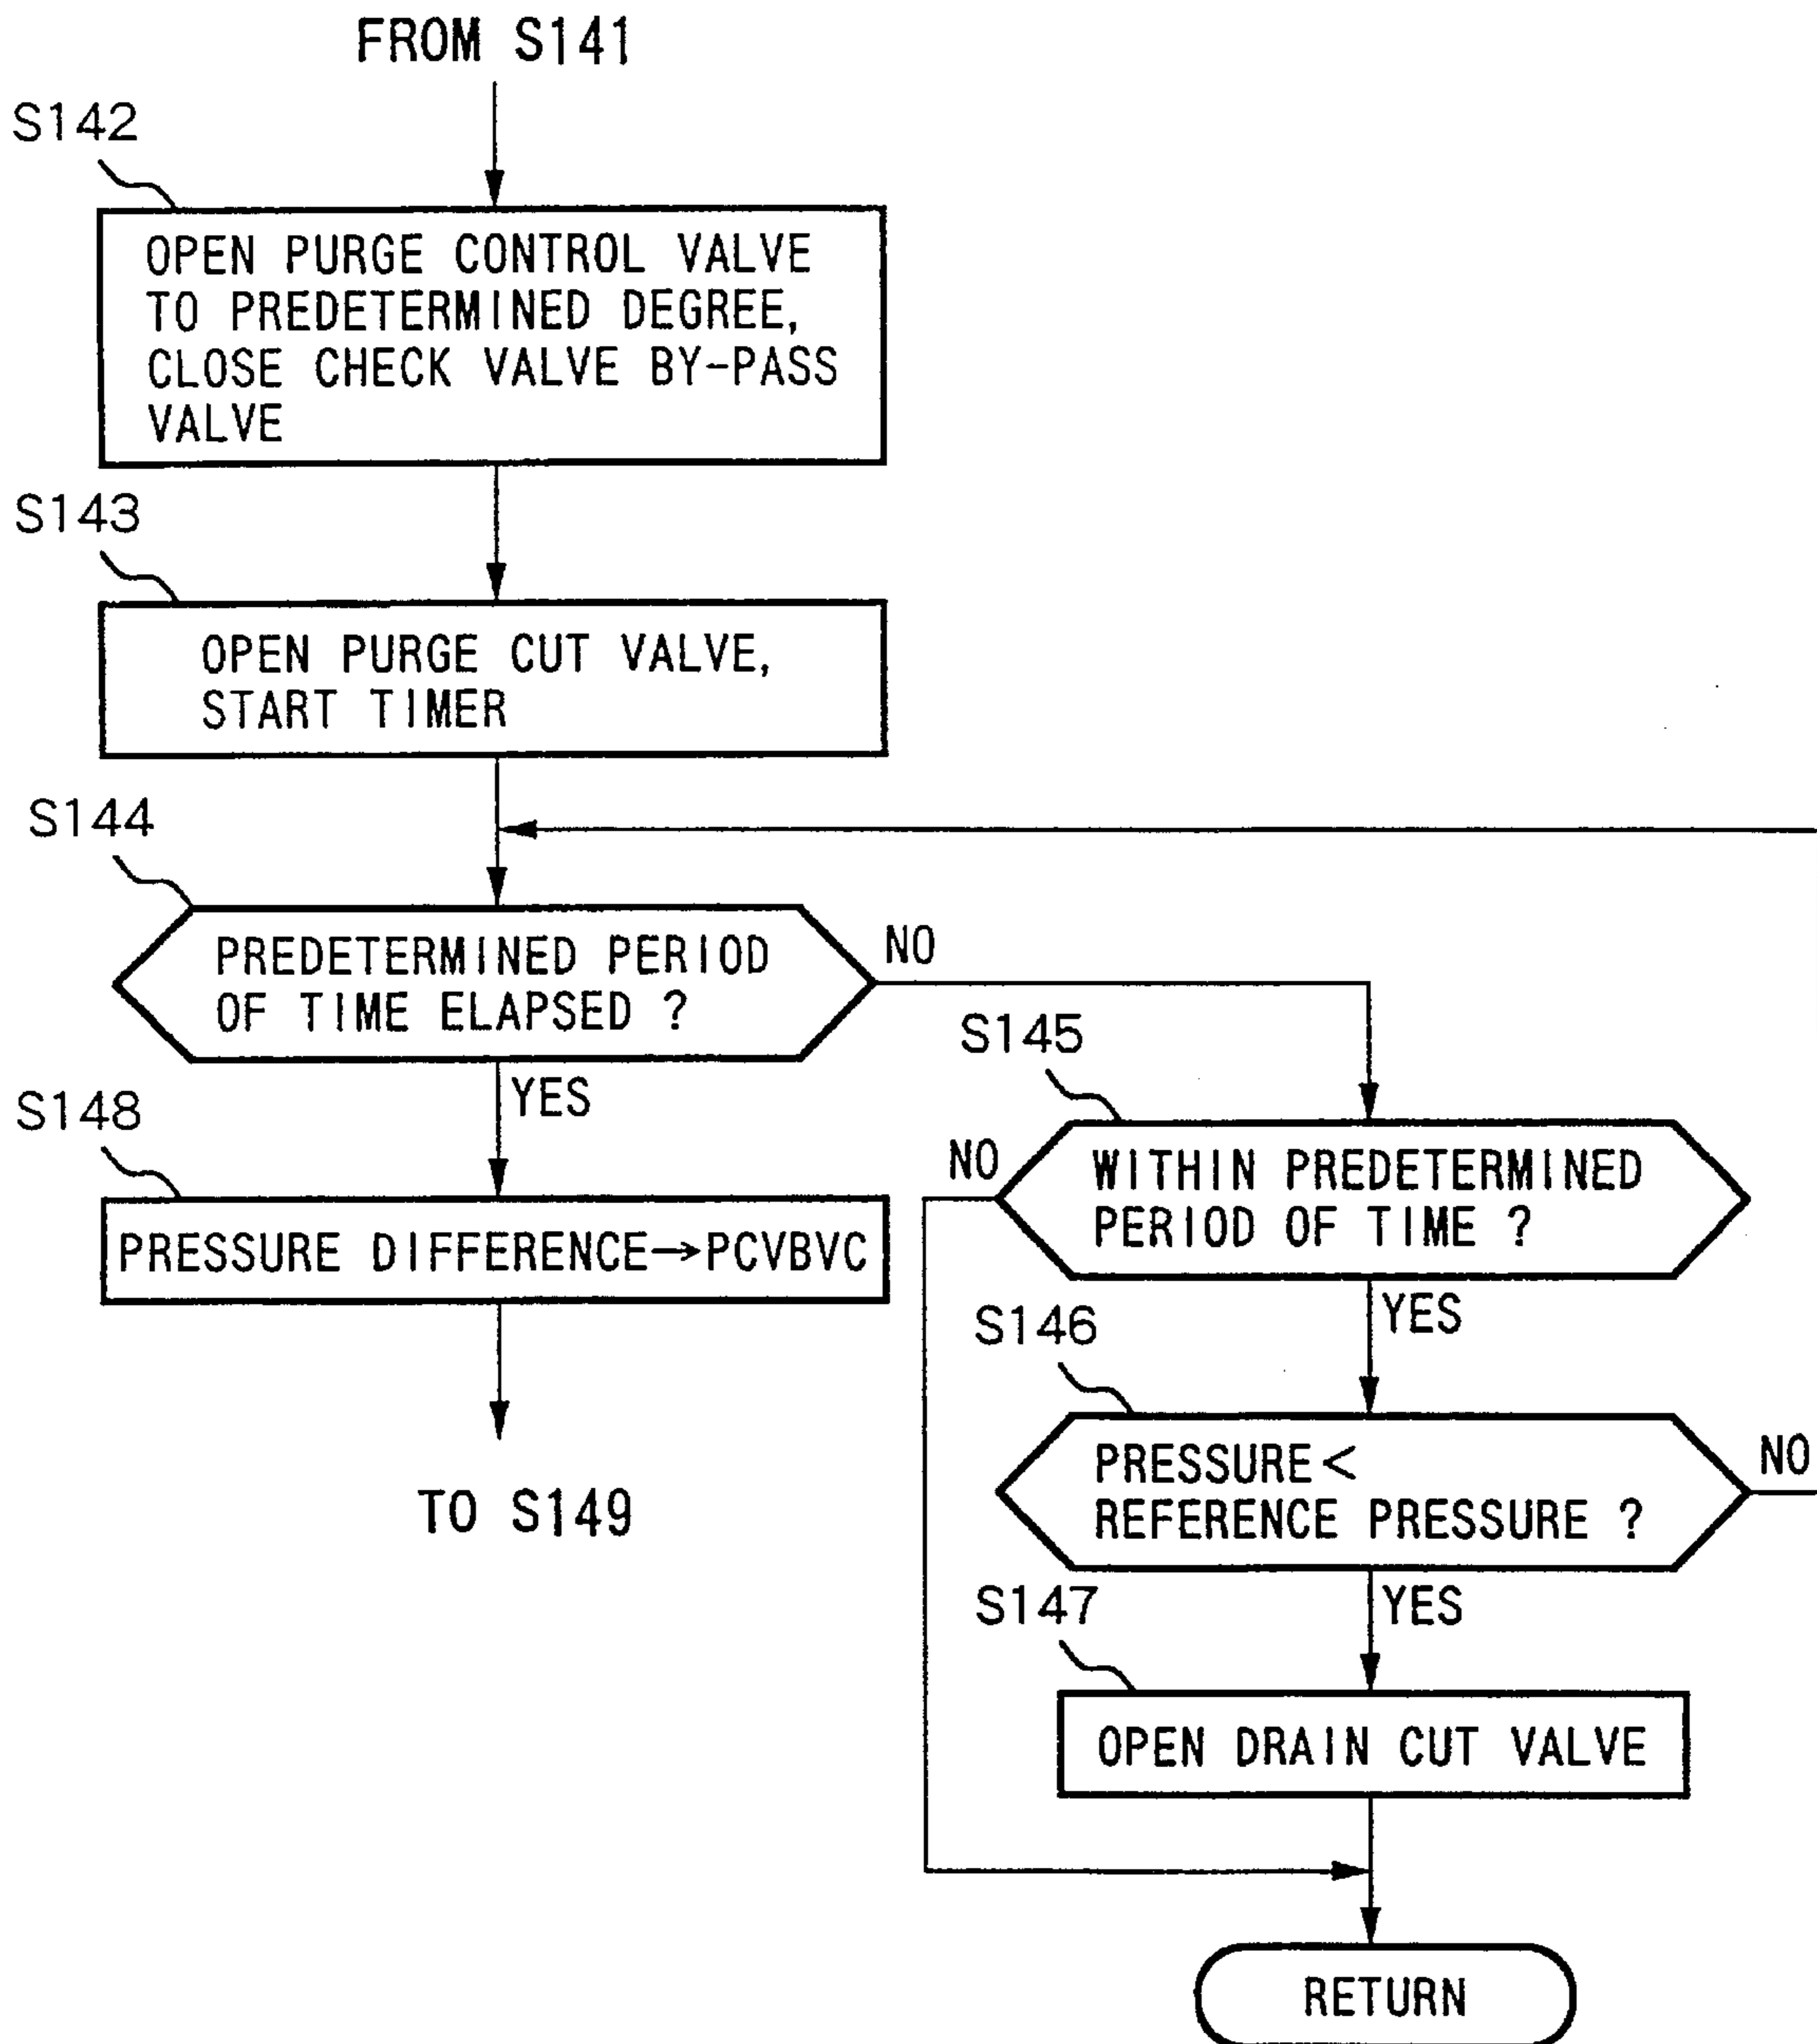 FROM S141
S142
OPEN PURGE CONTROL VALVE
TO PREDETERMINED DEGREE,
CLOSE CHECK VALVE BY-PASS
VALVE
S143
OPEN PURGE CUT VALVE,
START TIMER
S144
PREDETERMINED PERIOD
OF TIME ELAPSED ?
NO
YES
S145
NO
WITHIN PREDETERMINED
PERIOD OF TIME ?
YES
S148
PRESSURE DIFFERENCE→PCVBVC
TO S149
S146
PRESSURE<
REFERENCE PRESSURE ?
NO
YES
S147
OPEN DRAIN CUT VALVE
RETURN